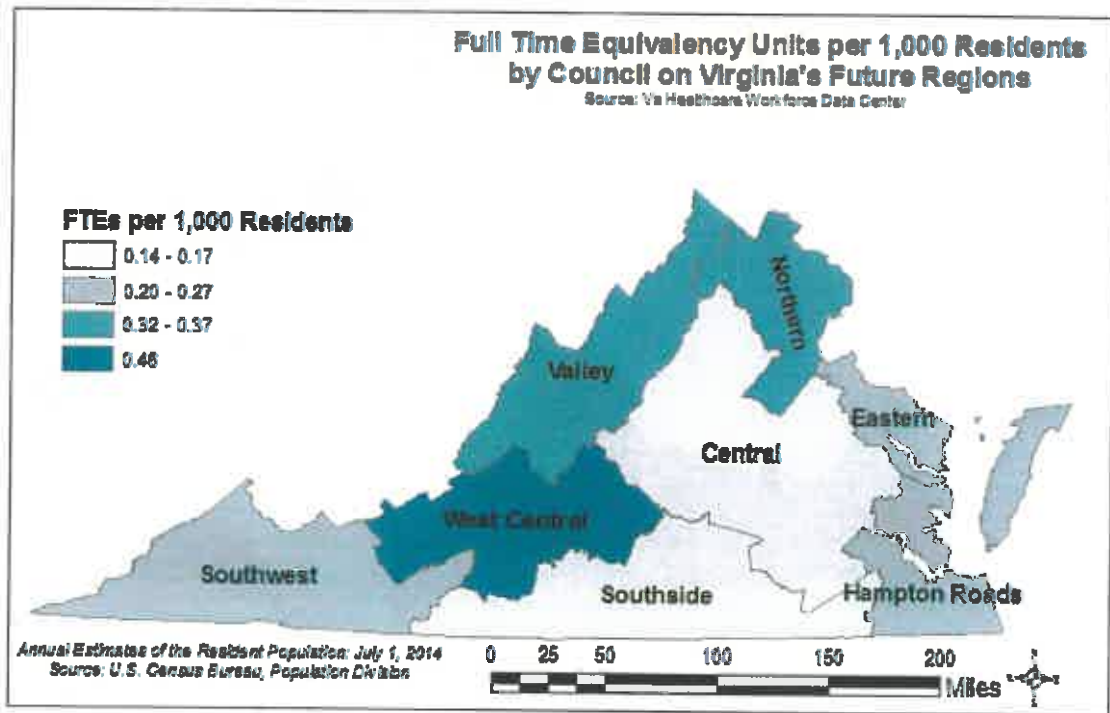 Full Time Equivalency Units per 1,000 Residents
by Council on Virginia's Future Regions
Source: Va Healthcare Workforce Data Center
FTEs per 1,000 Residents
0.14 - 0.17
0.20 - 0.27
0.32 - 0.37
0.46
Northern
Valley
Eastern
Central
West Central
Southwest
Southside
Hampton Roads
Annual Estimates of the Resident Population: July 1, 2014
Source: U.S. Census Bureau, Population Division
0 25 50 100 150 200
Miles